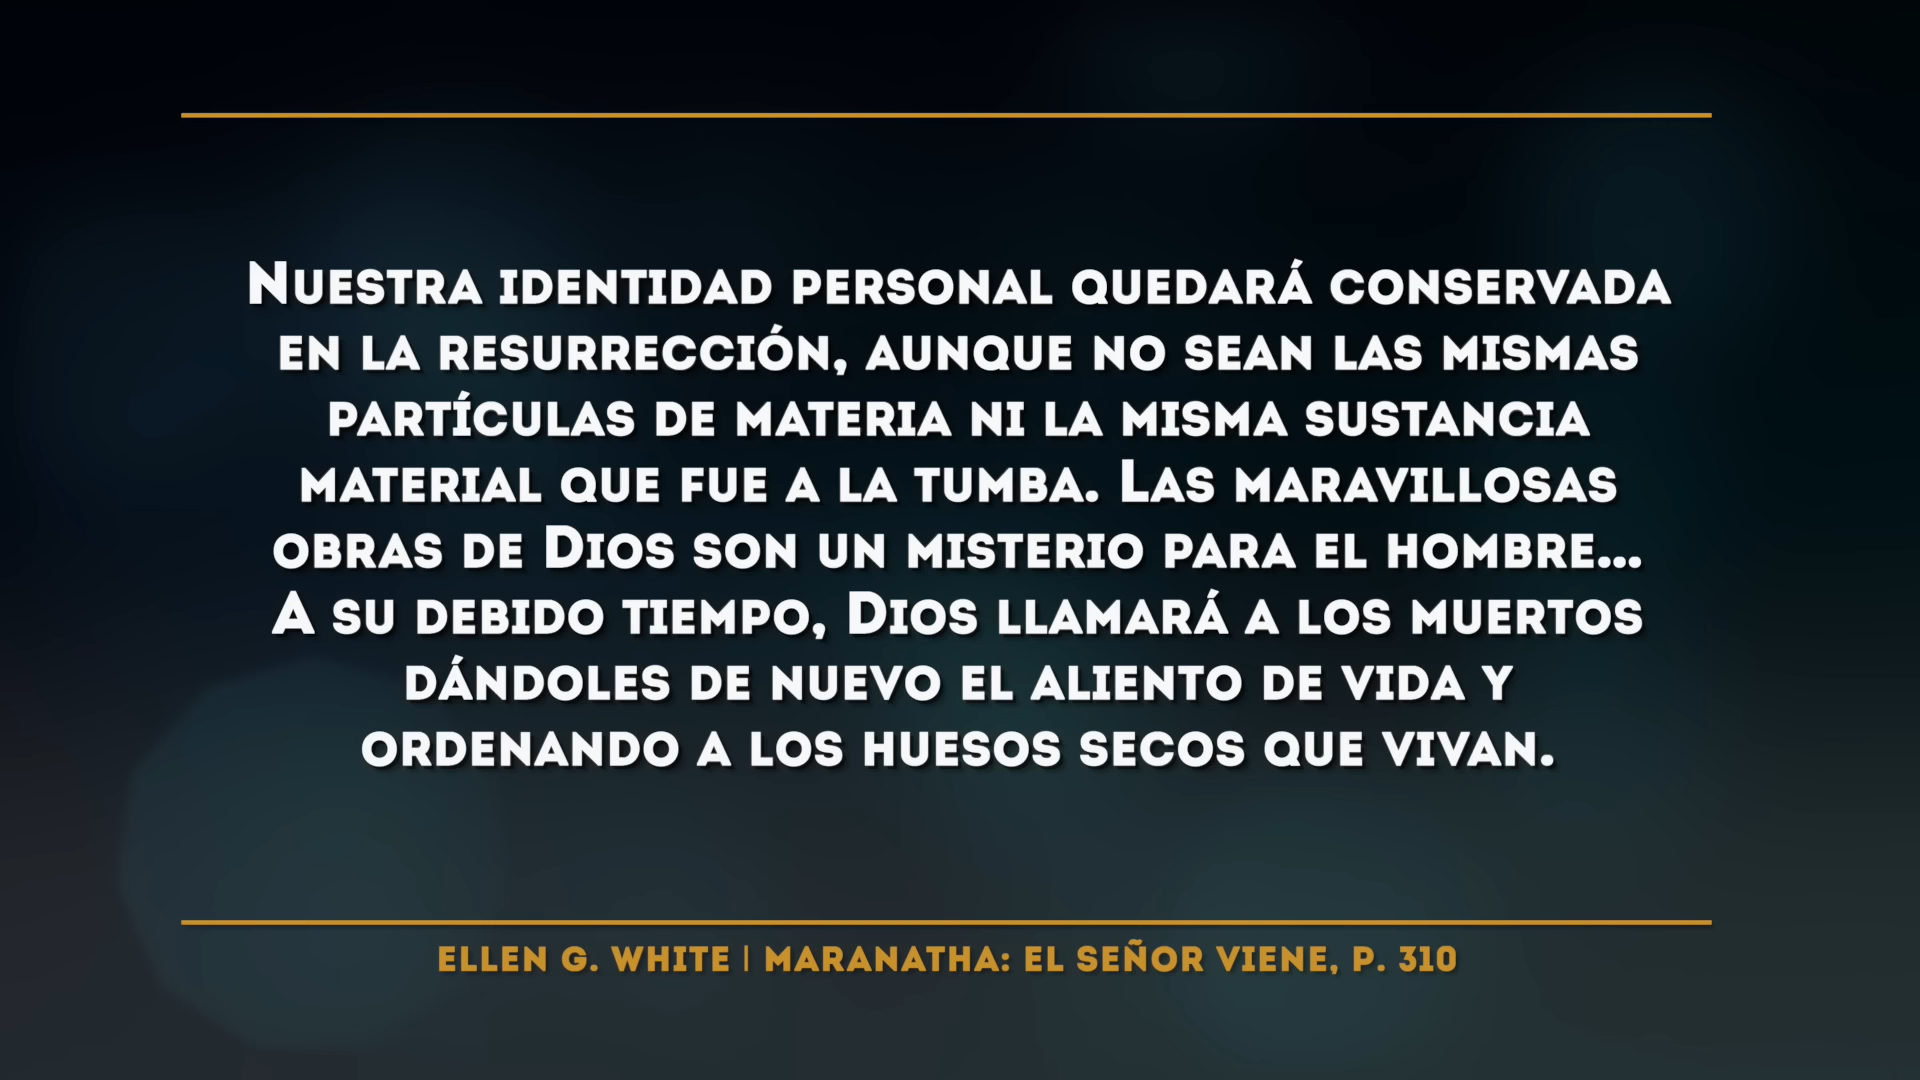 Nuestra identidad personal quedará conservada
en la resurrección, aunque no sean las mismas
partículas de materia ni la misma sustancia
material que fue a la tumba. Las maravillosas
obras de Dios son un misterio para el hombre...
A su debido tiempo, Dios llamará a los muertos
dándoles de nuevo el aliento de vida y
ordenando a los huesos secos que vivan.
ELLEN G. WHITE | MARANATHA: EL SEÑOR VIENE, P. 310